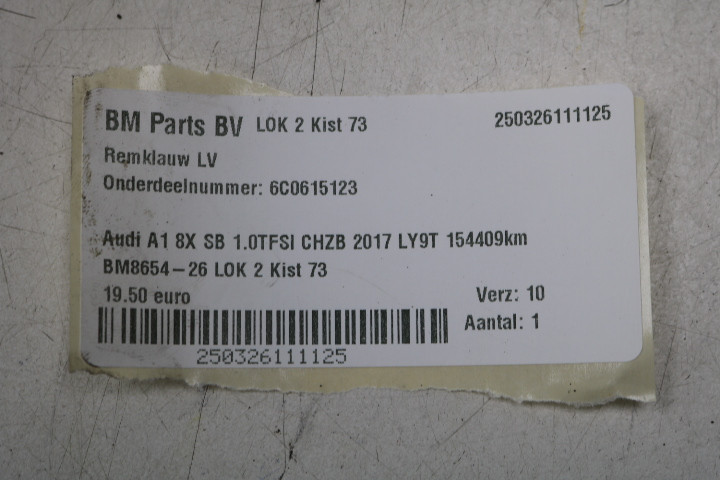 BM Parts BV LOK 2 Kist 73 250326111125
Remklauw LV
Onderdeelnummer: 6C0615123
Audi A1 8X SB 1.0TFSI CHZB 2017 LY9T 154409km
BM8654-26 LOK 2 Kist 73
19.50 euro Verz: 10
Aantal: 1
250326111125